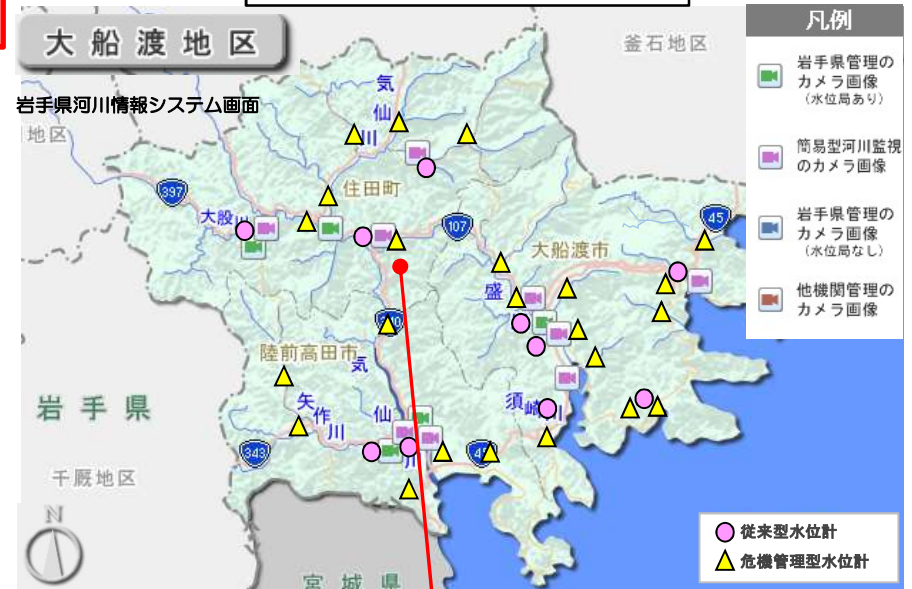 大船渡地区
岩手県河川情報システム画面
釜石地区
地区
気
仙
川
住田町
397
大股
107
45
大船渡市
盛
陸前高田市
気
仙
川
矢
作
川
343
須崎川
岩手県
千厩地区
N
宮城県
凡例
岩手県管理の
カメラ画像
(水位局あり)
簡易型河川監視
のカメラ画像
岩手県管理の
カメラ画像
(水位局なし)
他機関管理の
カメラ画像
従来型水位計
危機管理型水位計